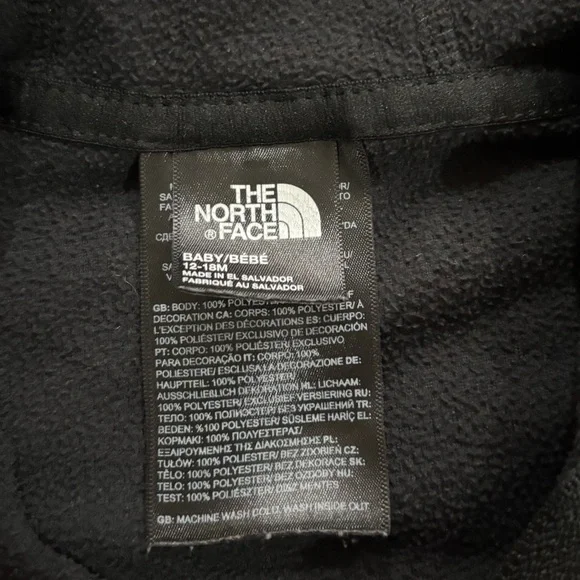 THE
NORTH
® FACE
BABY/BÉBÉ
12-18M
MADE IN EL SALVADOR
FABRIQUÉ AU SALVADOR
GB: BODY: 100% POLYESTER/
DECORATION CA: CORPS: 100% POLYESTER/ À
L'EXCEPTION DES DÉCORATIONS ES: CUERPO:
100% POLIÉSTER/ EXCLUSIVO DE DECORACIÓN
PT: CORPO: 100% POLIÉSTER/
PARA DECORAÇÃO IT: CORPO: 100%
POLIESTERE/ ESCLUSA LA DECORAZIONE DE:
HAUPTTEIL: 100% POLYESTER/
AUSSCHLIEßLICH DEKORATION NL: LICHAAM:
100% POLYESTER/ EXCLUSIEF VERSIERING RU:
ТЕЛО: 100% ПОЛИЭСТЕР/ БЕЗ УКРАШЕНИЙ TR:
BEDEN: %100 POLYESTER/ SÜSLEME HARİÇ EL:
ΚΟΡΜΑΚΙ: 100% ΠΟΛΥΕΣΤΕΡΑΣ/
ΕΞΑΙΡΟΥΜΕΝΗΣ ΤΗΣ ΔΙΑΚΟΣΜΗΣΗΣ PL:
TUŁÓW: 100% POLIESTER/ BEZ ZDOBIEŃ CZ:
TĚLO: 100% POLYESTER/ BEZ DEKORACE SK:
TELO: 100% POLYESTER/ BEZ OZDOBY HU:
TEST: 100% POLIÉSZTER/ DÍSZ MENTES
GB: MACHINE WASH COLD, WASH INSIDE OUT